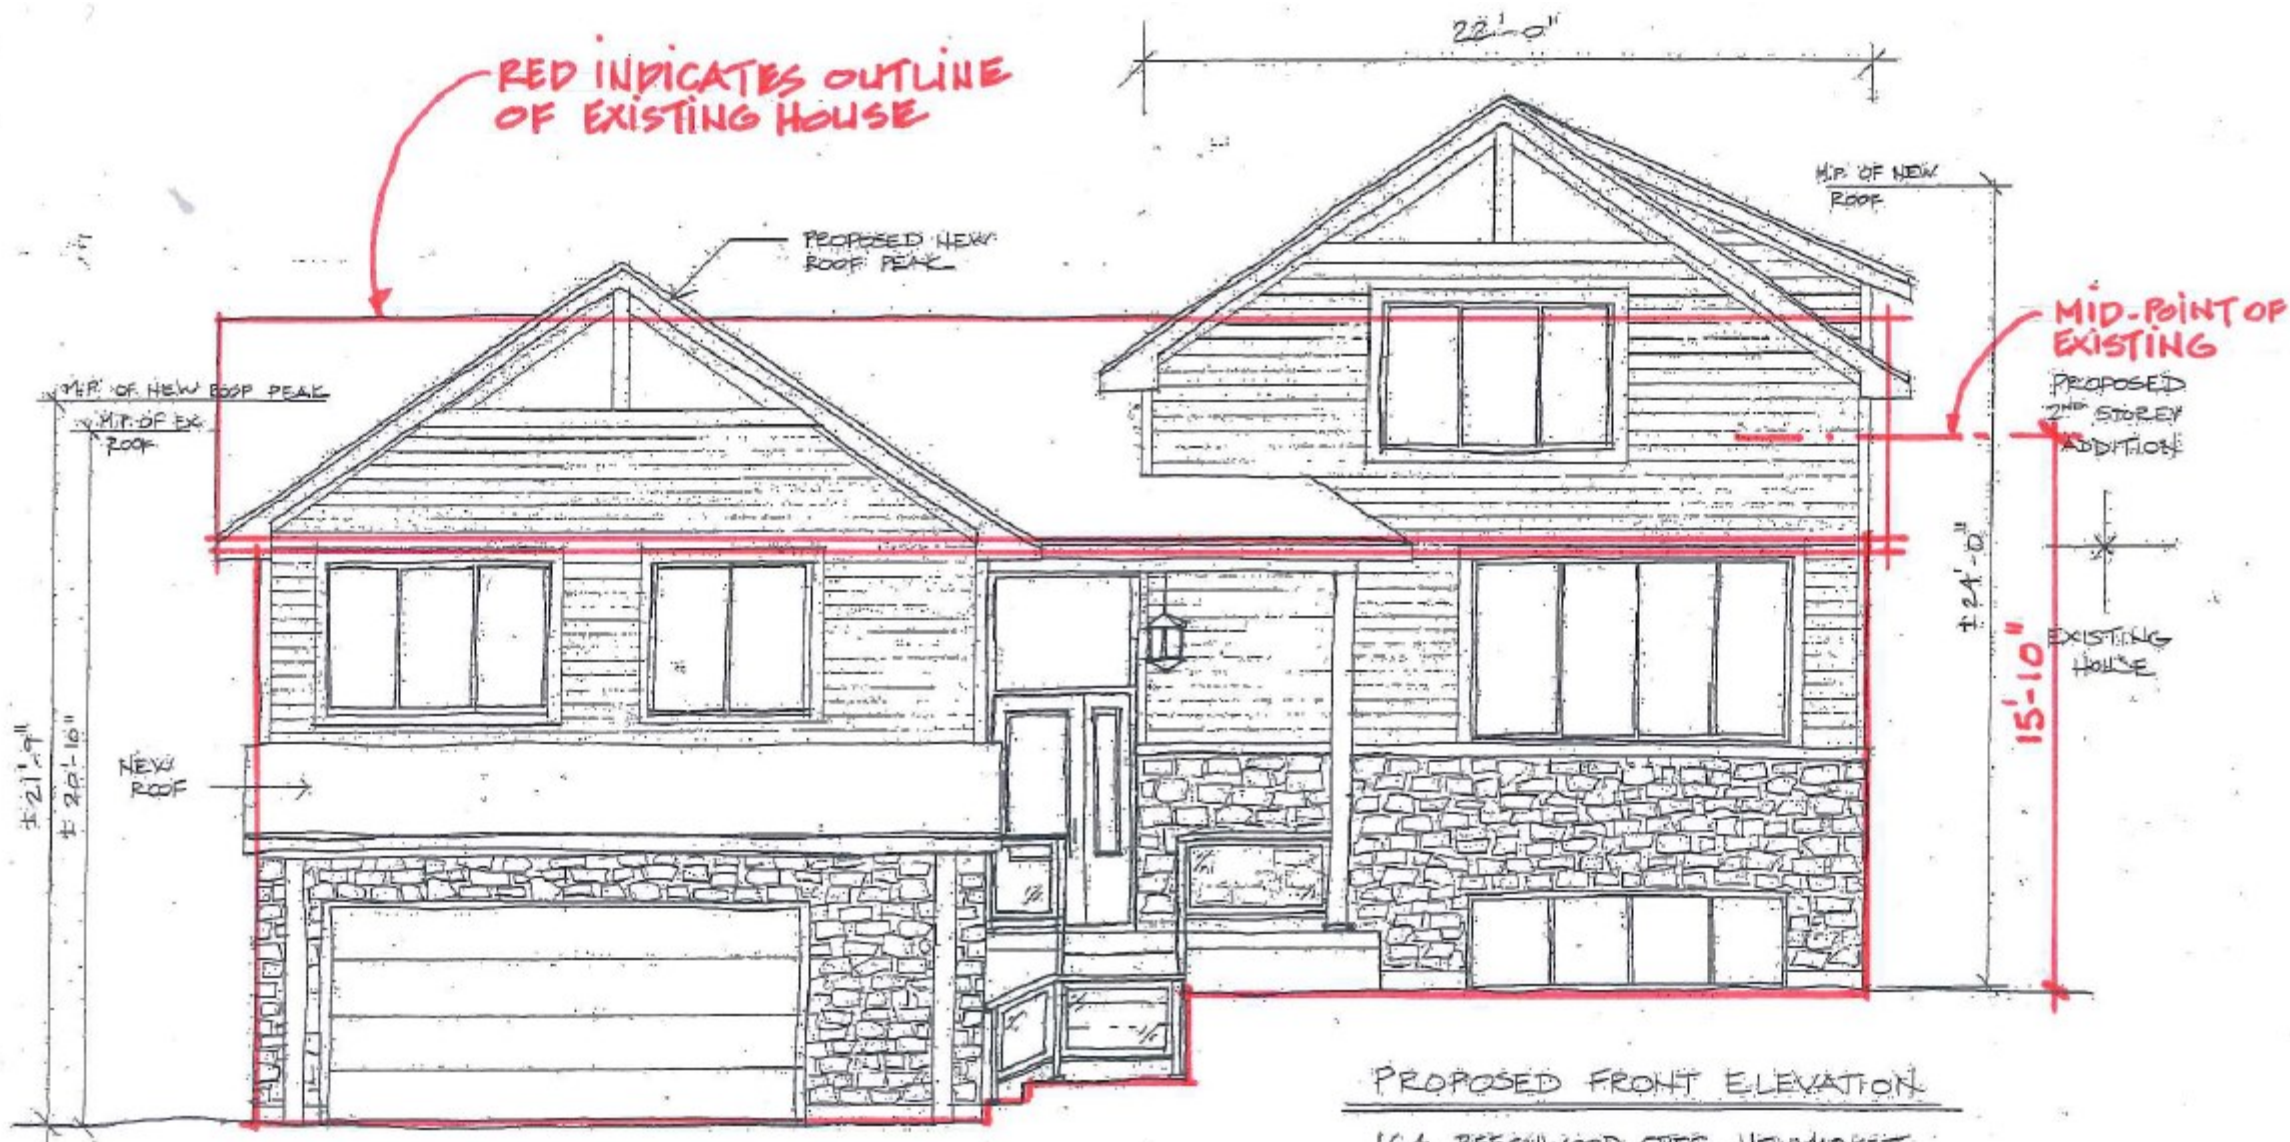 22'-0"
RED INDICATES OUTLINE
OF EXISTING HOUSE
M.P. OF NEW
ROOF
PROPOSED NEW
ROOF PEAK
MID-POINT OF
EXISTING
PROPOSED
2ND STOREY
ADDITION
M.P. OF NEW ROOF PEAK
M.P. OF EX.
ROOF
± 24'-0"
15'-10"
EXISTING
HOUSE
± 21'-9"
± 20'-10"
NEW
ROOF
PROPOSED FRONT ELEVATION